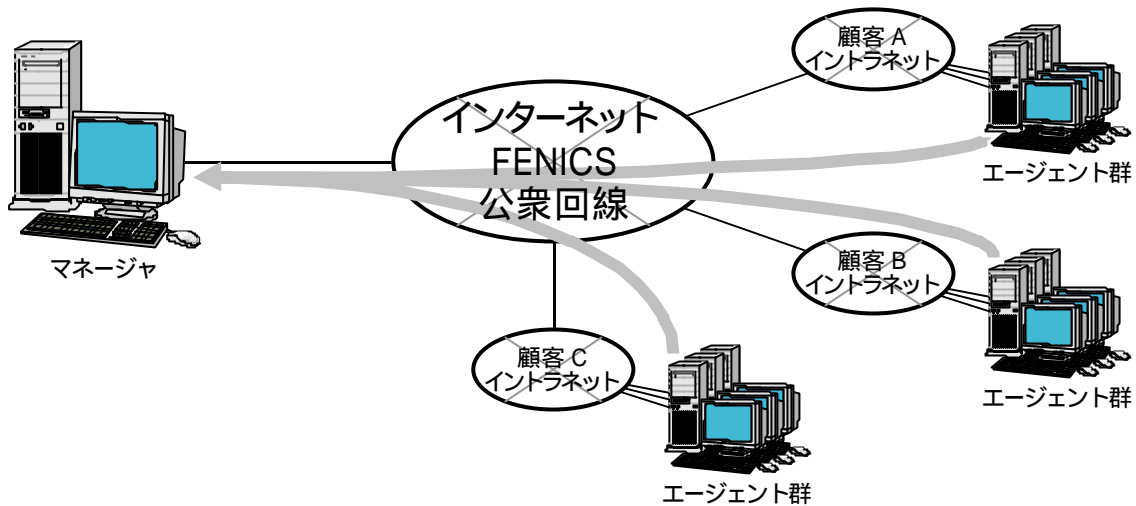 顧客 A
イントラネット
エージェント群
インターネット
FENICS
公衆回線
マネージャ
顧客 B
イントラネット
エージェント群
顧客 C
イントラネット
エージェント群